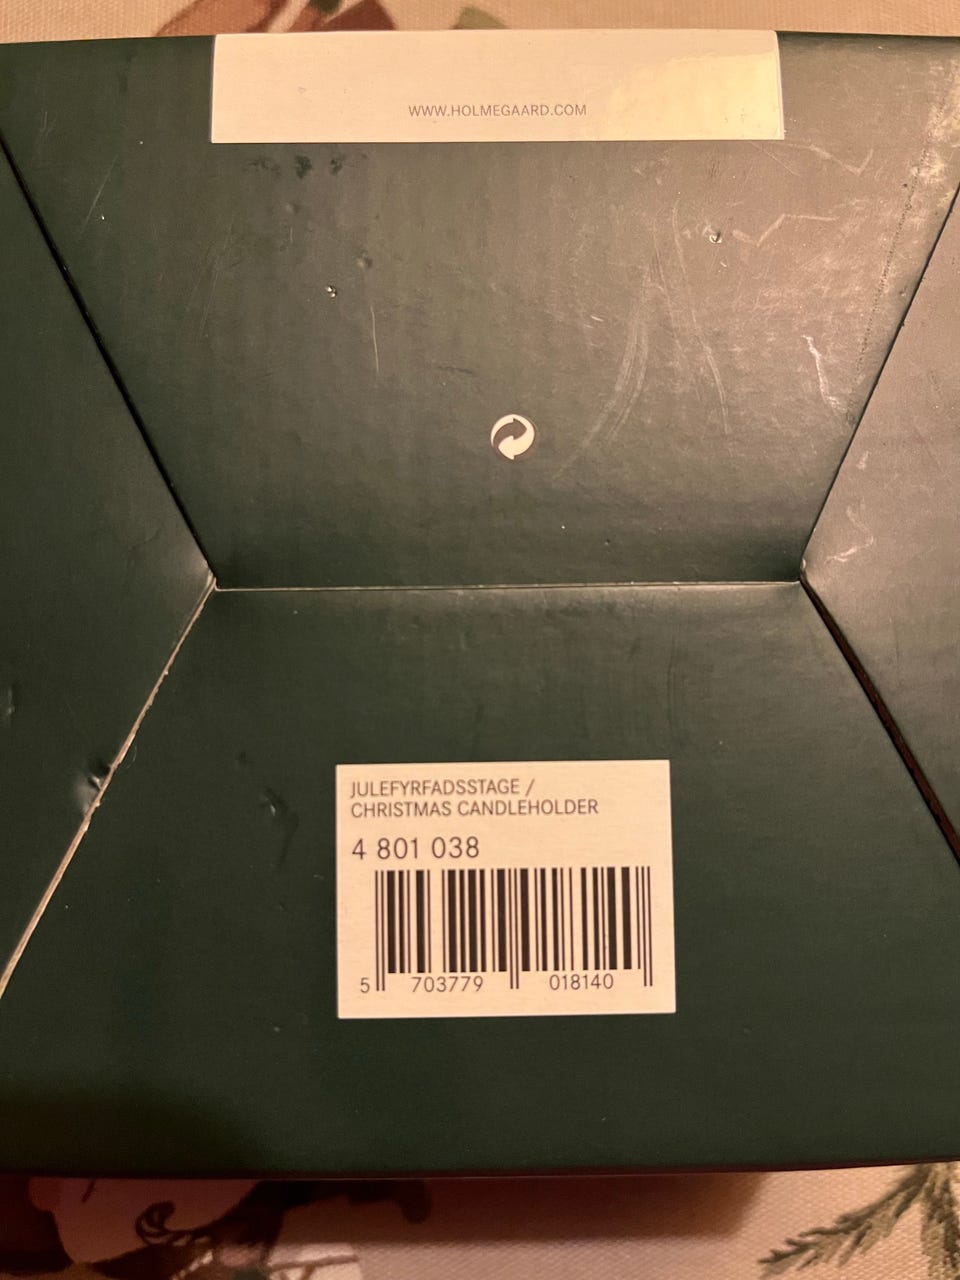 WWW.HOLMEGAARD.COM
JULEFYRFADSSTAGE /
CHRISTMAS CANDLEHOLDER
4 801 038
5 703779 018140